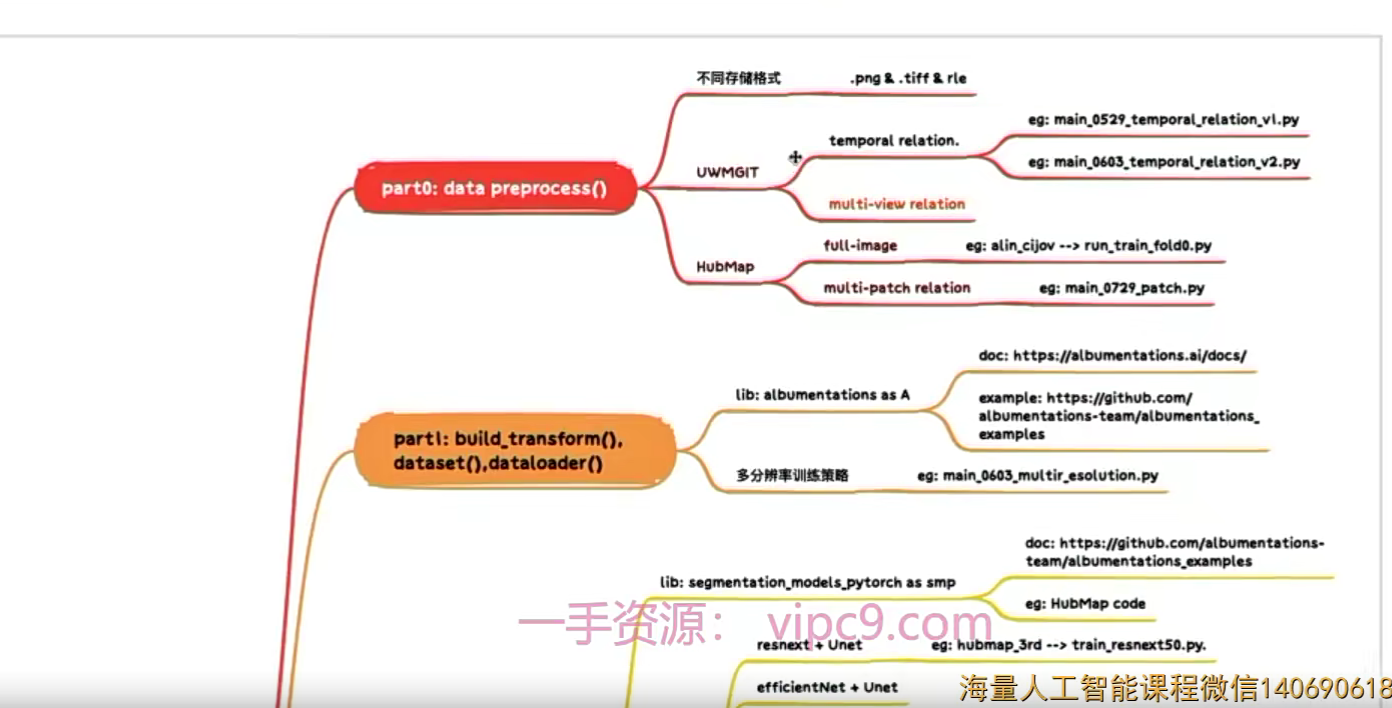 不同存储格式 .png & .tiff & rle
eg: main_0529_temporal_relation_v1.py
temporal relation.
eg: main_0603_temporal_relation_v2.py
UWMGIT
part0: data preprocess()
multi-view relation
full-image eg: alin_cijov --> run_train_fold0.py
HubMap
multi-patch relation eg: main_0729_patch.py
doc: https://albumentations.ai/docs/
lib: albumentations as A
example: https://github.com/
albumentations-team/albumentations_
examples
part1: build_transform(),
dataset(),dataloader()
多分辨率训练策略 eg: main_0603_multir_esolution.py
doc: https://github.com/albumentations-
team/albumentations_examples
lib: segmentation_models_pytorch as smp
eg: HubMap code
一手资源： vipc9.com
resnext + Unet eg: hubmap_3rd --> train_resnext50.py.
efficientNet + Unet
海量人工智能课程微信140690618